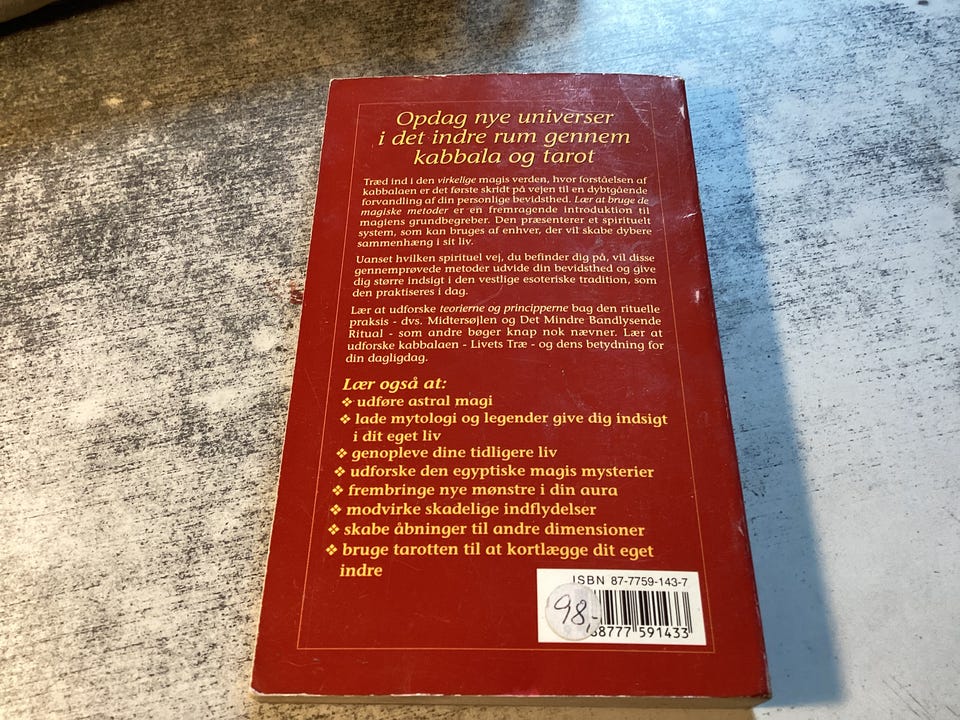 Opdag nye universer
i det indre rum gennem
kabbala og tarot
Træd ind i den virkelige magis verden, hvor forståelsen af
kabbalaen er det første skridt på vejen til en dybtgående
forvandling af din personlige bevidsthed. Lær at bruge de
magiske metoder er en fremragende introduktion til
magiens grundbegreber. Den præsenterer et spirituelt
system, som kan bruges af enhver, der vil skabe dybere
sammenhæng i sit liv.
Uanset hvilken spirituel vej, du befinder dig på, vil disse
gennemprøvede metoder udvide din bevidsthed og give
dig større indsigt i den vestlige esoteriske tradition, som
den praktiseres i dag.
Lær at udforske teorierne og principperne bag den rituelle
praksis - dvs. Midtersøjlen og Det Mindre Bandlysende
Ritual - som andre bøger knap nok nævner. Lær at
udforske kabbalaen - Livets Træ - og dens betydning for
din dagligdag.
Lær også at:
❖ udføre astral magi
❖ lade mytologi og legender give dig indsigt
i dit eget liv
❖ genopleve dine tidligere liv
❖ udforske den egyptiske magis mysterier
❖ frembringe nye mønstre i din aura
❖ modvirke skadelige indflydelser
❖ skabe åbninger til andre dimensioner
❖ bruge tarotten til at kortlægge dit eget
indre
ISBN 87-7759-143-7
98,-
88777 591433